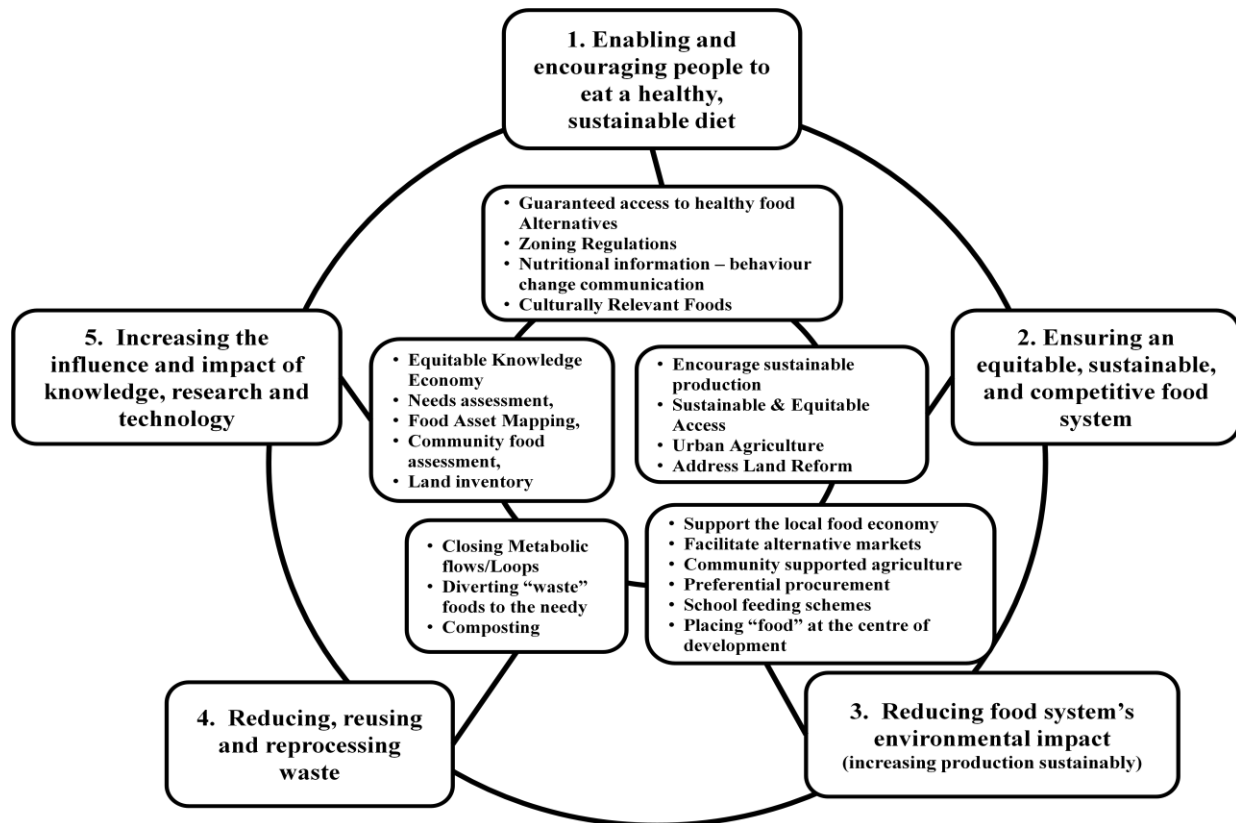 1. Enabling and
encouraging people to
eat a healthy,
sustainable diet
• Guaranteed access to healthy food
Alternatives
• Zoning Regulations
• Nutritional information – behaviour
change communication
• Culturally Relevant Foods
5. Increasing the
influence and impact of
knowledge, research and
technology
• Equitable Knowledge
Economy
• Needs assessment,
• Food Asset Mapping,
• Community food
assessment,
• Land inventory
• Encourage sustainable
production
• Sustainable & Equitable
Access
• Urban Agriculture
• Address Land Reform
2. Ensuring an
equitable, sustainable,
and competitive food
system
• Closing Metabolic
flows/Loops
• Diverting “waste”
foods to the needy
• Composting
• Support the local food economy
• Facilitate alternative markets
• Community supported agriculture
• Preferential procurement
• School feeding schemes
• Placing “food” at the centre of
development
4. Reducing, reusing
and reprocessing
waste
3. Reducing food system’s
environmental impact
(increasing production sustainably)